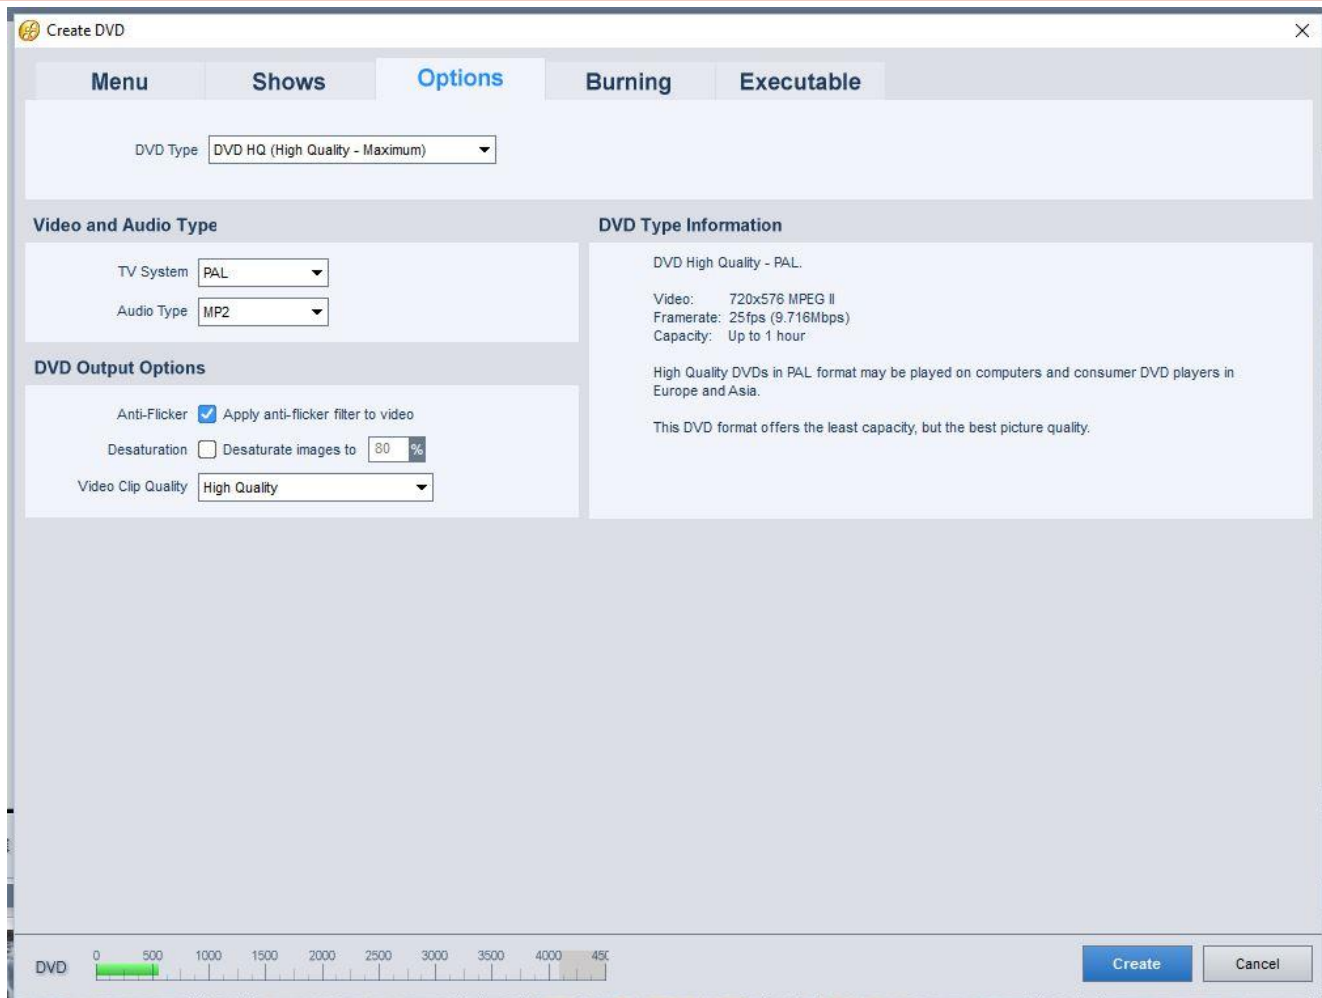 Create DVD
Menu Shows Options Burning Executable
DVD Type DVD HQ (High Quality - Maximum)
Video and Audio Type
TV System PAL
Audio Type MP2
DVD Output Options
Anti-Flicker Apply anti-flicker filter to video
Desaturation Desaturate images to 80 %
Video Clip Quality High Quality
DVD Type Information
DVD High Quality - PAL.
Video: 720x576 MPEG II
Framerate: 25fps (9.716Mbps)
Capacity: Up to 1 hour
High Quality DVDs in PAL format may be played on computers and consumer DVD players in
Europe and Asia.
This DVD format offers the least capacity, but the best picture quality.
0 500 1000 1500 2000 2500 3000 3500 4000
DVD
Create Cancel